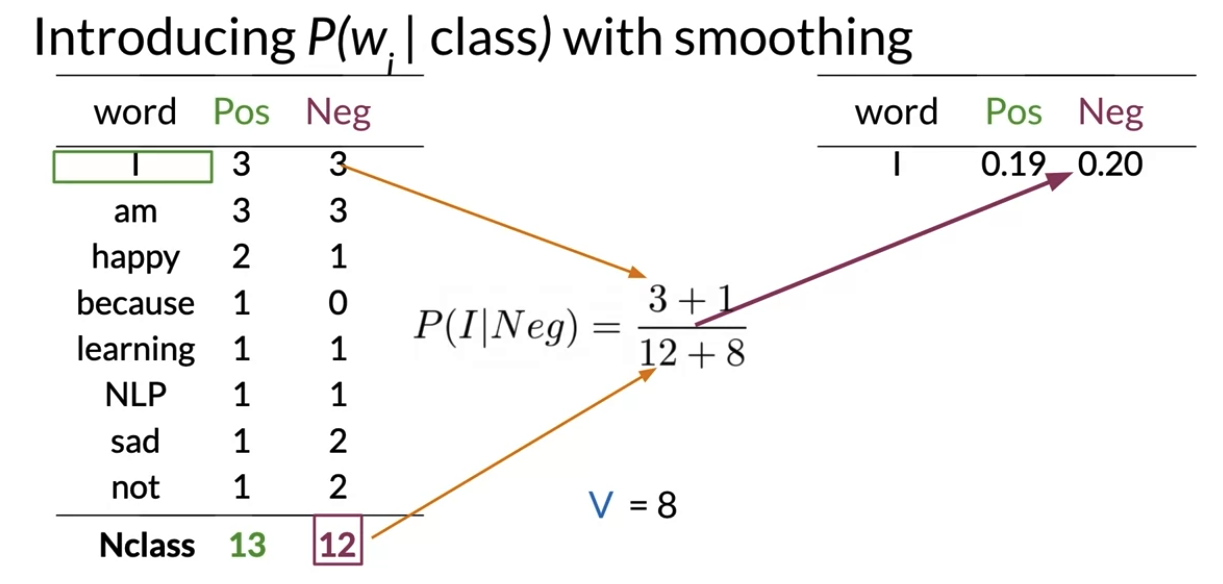 Introducing P(w_i | class) with smoothing
word Pos Neg
I 3 3
am 3 3
happy 2 1
because 1 0
learning 1 1
NLP 1 1
sad 1 2
not 1 2
Nclass 13 12
P(I|Neg) = 
3 + 1
12 + 8
V = 8
word Pos Neg
I 0.19 0.20